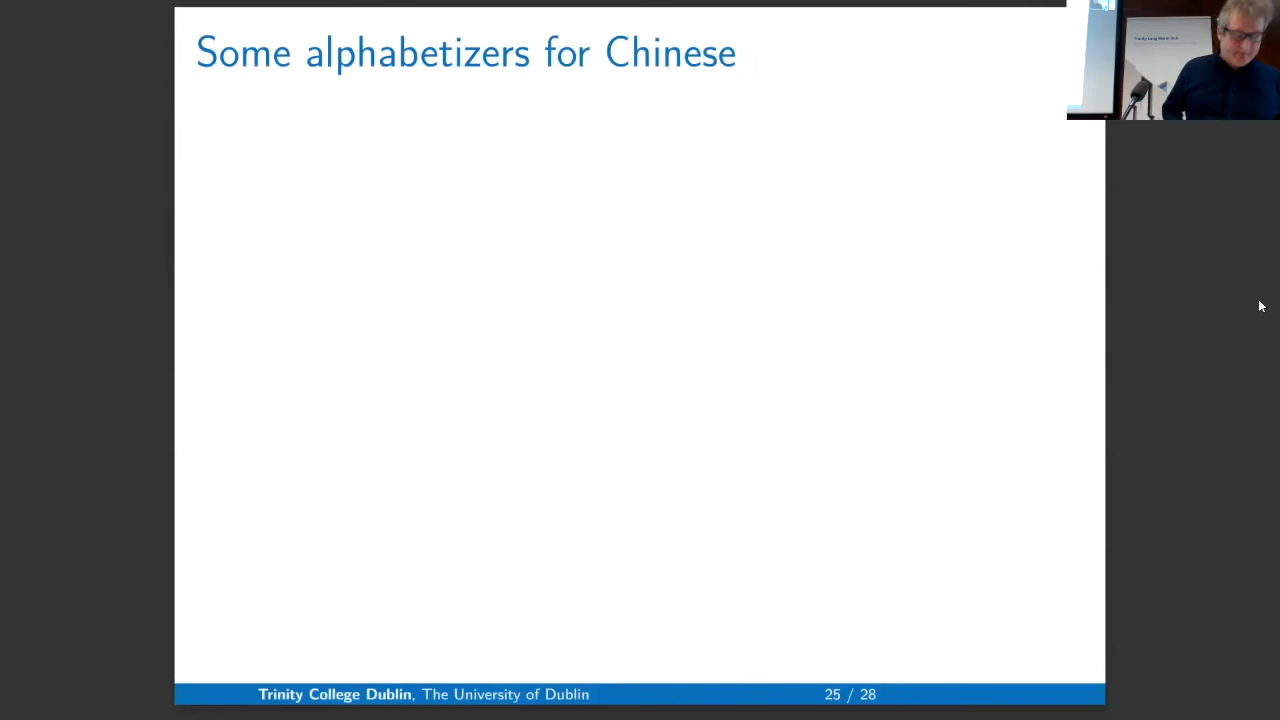 Some alphabetizers for Chinese
Trinity College Dublin, The University of Dublin
25 / 28